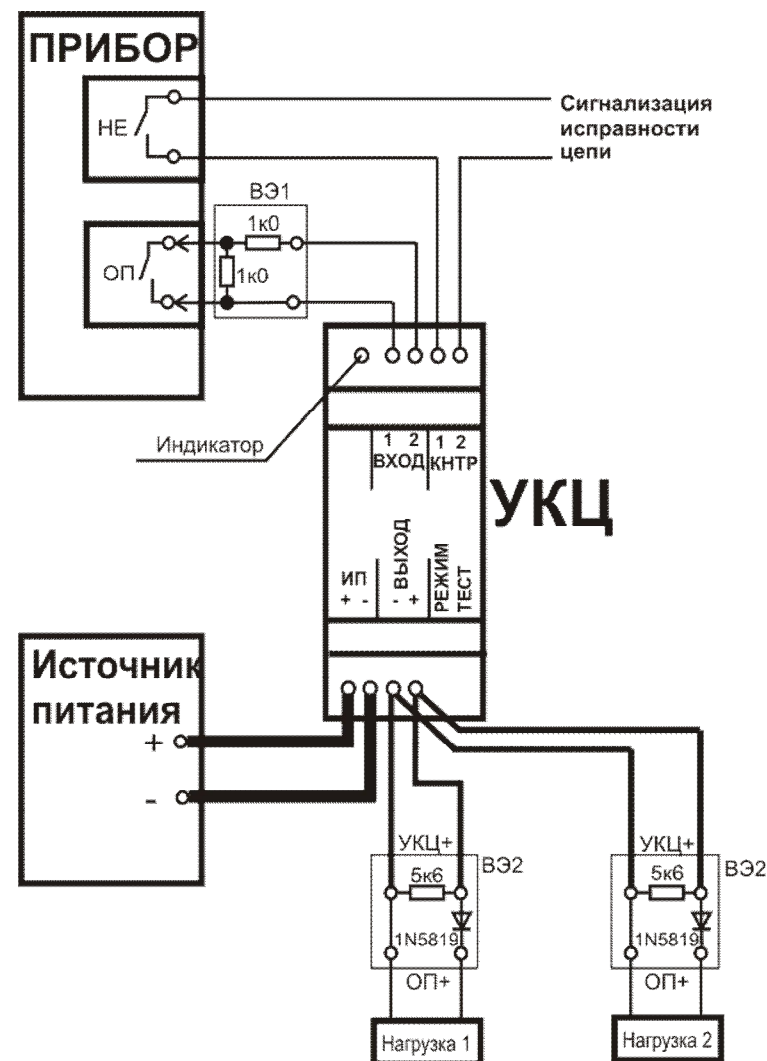 ПРИБОР
НЕ
Сигнализация
исправности
цепи
ВЭ1
1к0
ОП
1к0
Индикатор
1 2 1 2
ВХОД КНТР
УКЦ
ИП
+ -
ВЫХОД
- +
РЕЖИМ
ТЕСТ
Источник
питания
+
-
УКЦ+
ВЭ2
5к6
1N5819
ОП+
Нагрузка 1
УКЦ+
ВЭ2
5к6
1N5819
ОП+
Нагрузка 2